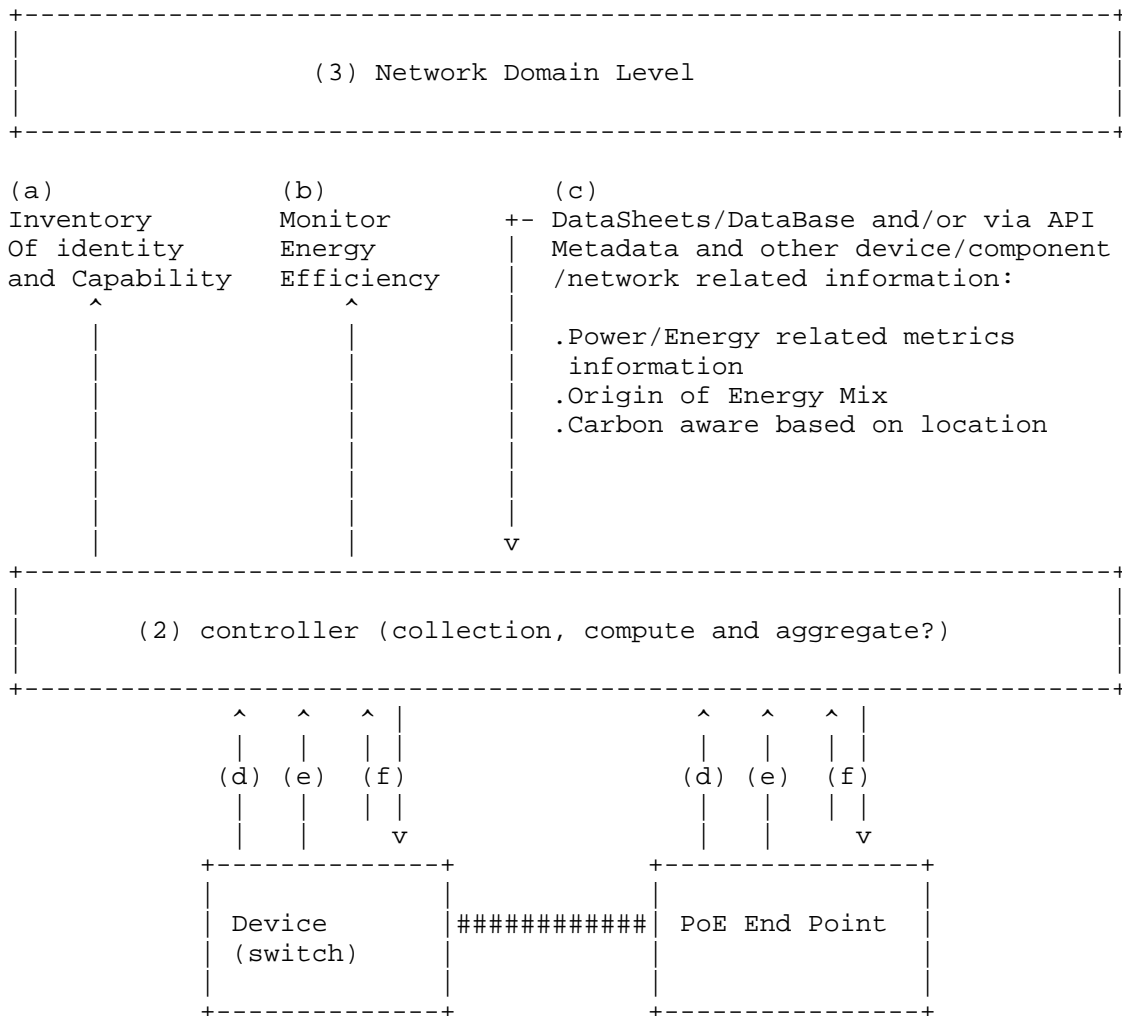 (3) Network Domain Level
(a) (b) (c)
Inventory Monitor +- DataSheets/DataBase and/or via API
Of identity Energy | Metadata and other device/component
and Capability Efficiency | /network related information:
.Power/Energy related metrics
information
.Origin of Energy Mix
.Carbon aware based on location
(2) controller (collection, compute and aggregate?)
(d) (e) (f) (d) (e) (f)
Device ############ PoE End Point
(switch)